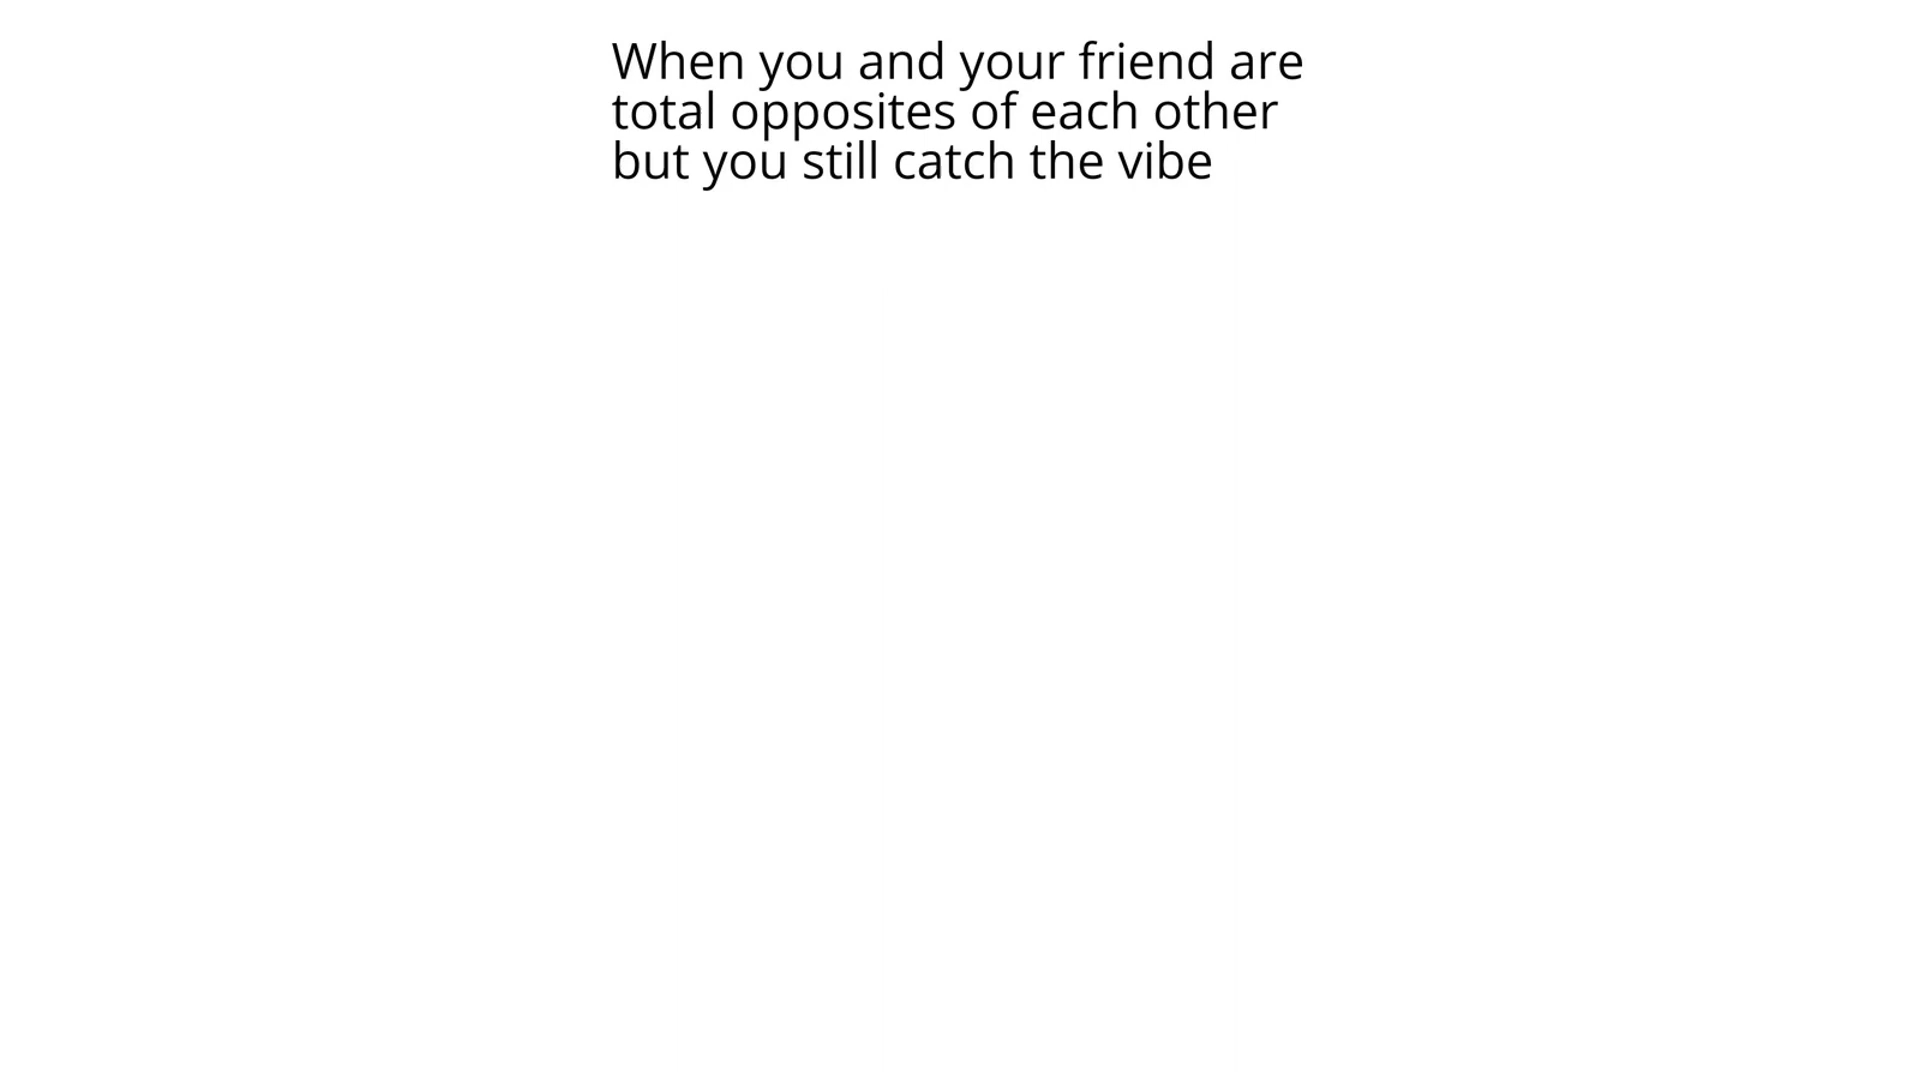 When you and your friend are
total opposites of each other
but you still catch the vibe